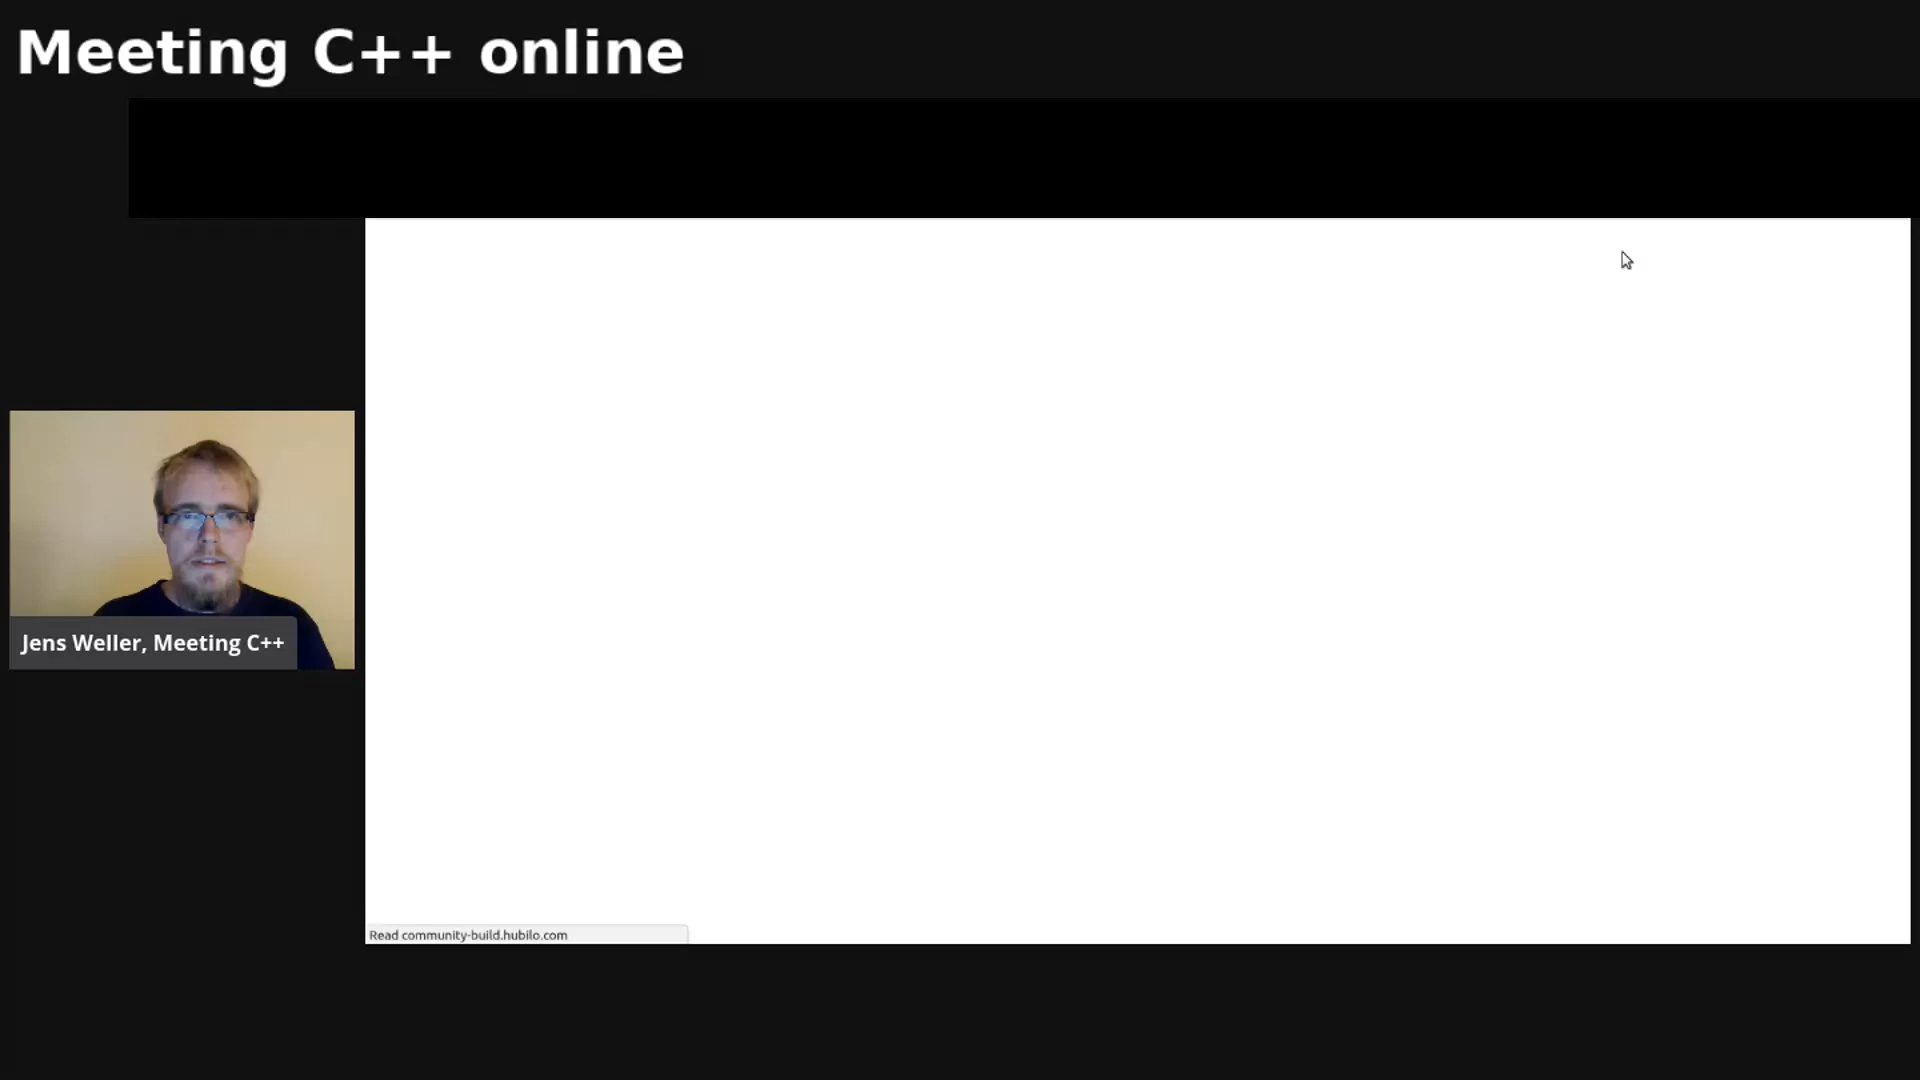 Meeting C++ online
Jens Weller, Meeting C++
Read community-build.hubilo.com